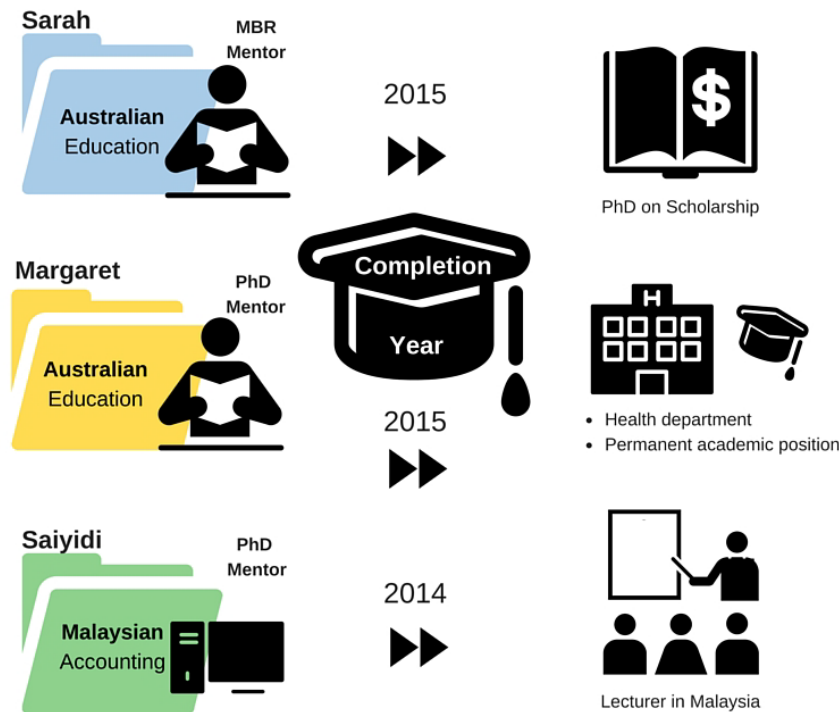 Sarah
MBR
Mentor
Australian
Education
2015
$
PhD on Scholarship
Completion
Year
Margaret
PhD
Mentor
Australian
Education
2015
H
• Health department
• Permanent academic position
Saiyidi
PhD
Mentor
Malaysian
Accounting
2014
Lecturer in Malaysia